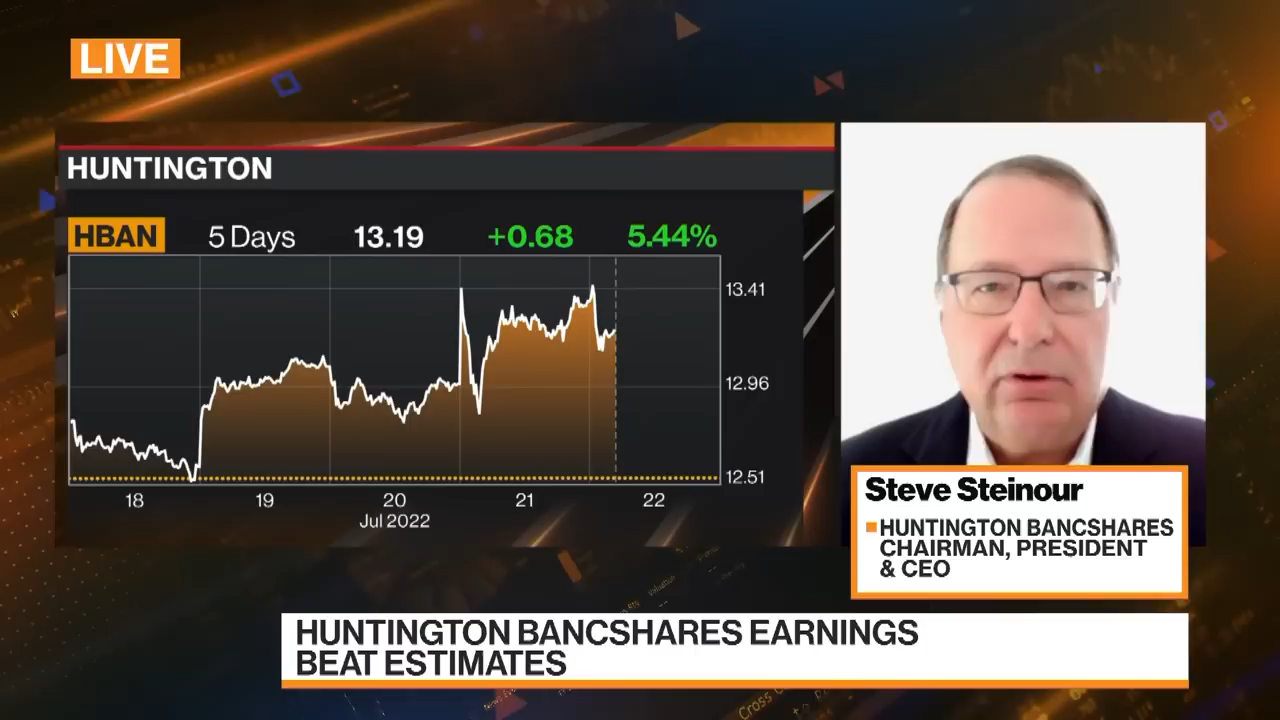 LIVE
HUNTINGTON
HBAN 5 Days 13.19 +0.68 5.44%
13.41
12.96
12.51
18 19 20 21 22
Jul 2022
Steve Steinour
HUNTINGTON BANCSHARES
CHAIRMAN, PRESIDENT
& CEO
HUNTINGTON BANCSHARES EARNINGS
BEAT ESTIMATES